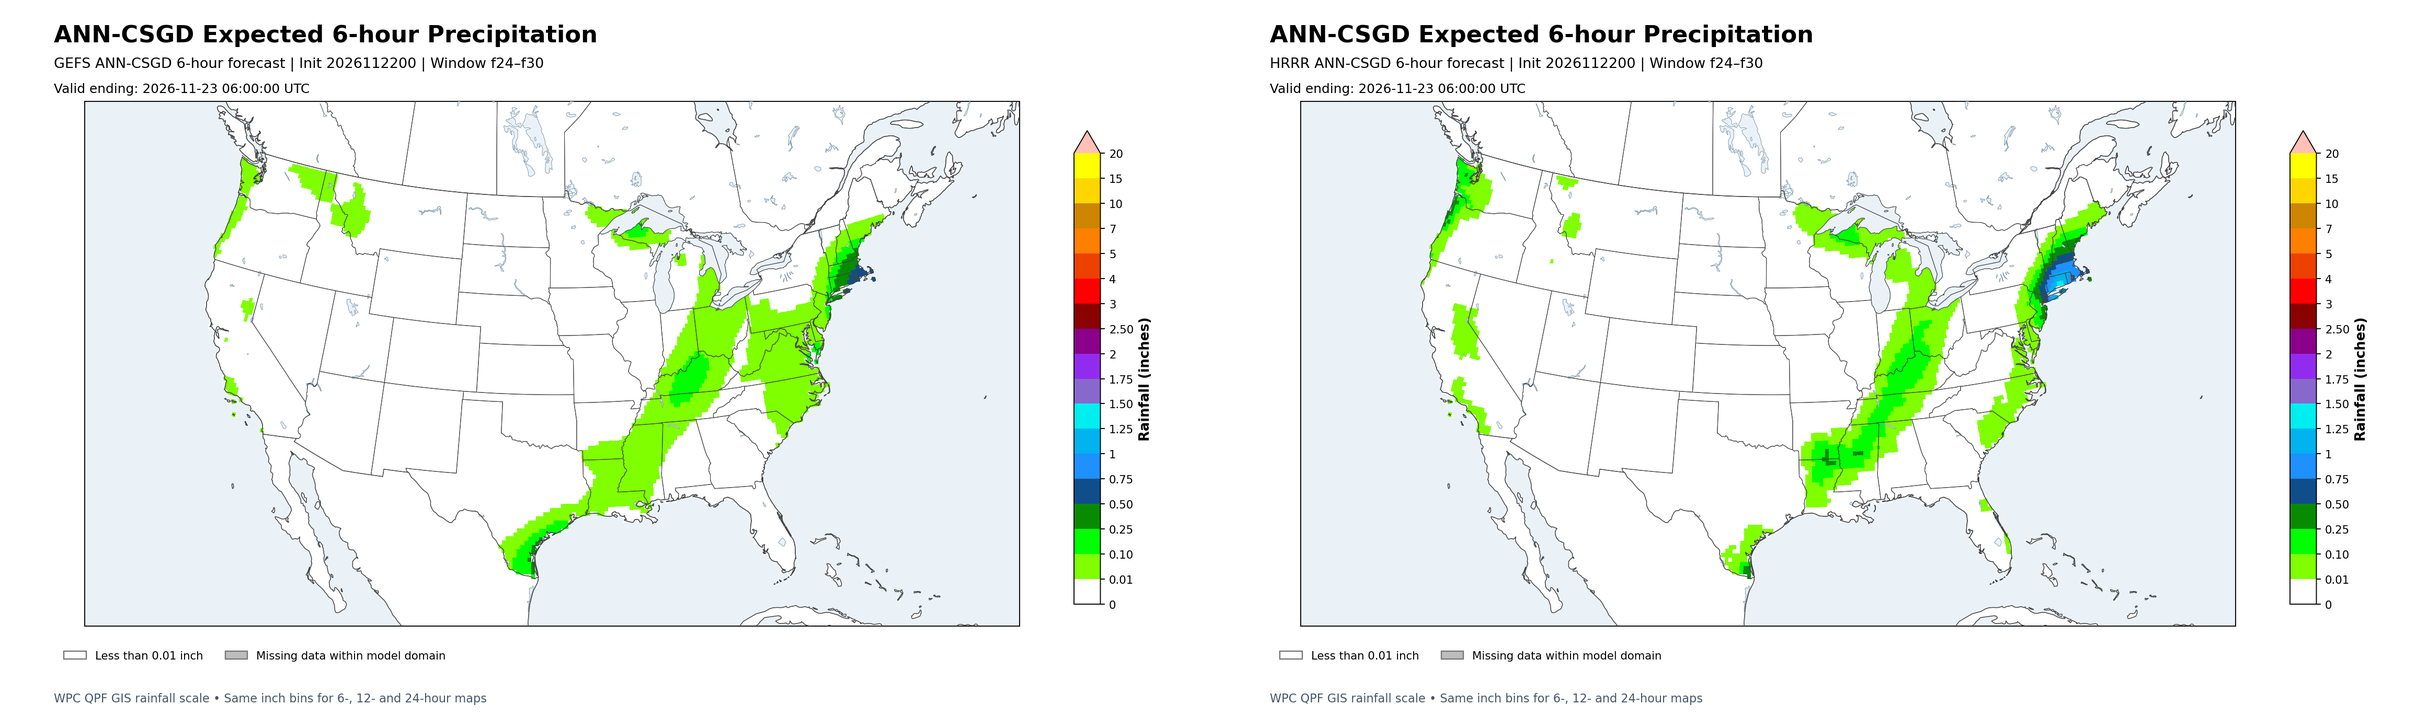 ANN-CSGD Expected 6-hour Precipitation
GEFS ANN-CSGD 6-hour forecast | Init 2026112200 | Window f24–f30
Valid ending: 2026-11-23 06:00:00 UTC
20
15
10
7
5
4
3
2.50
2
1.75
1.50
1.25
1
0.75
0.50
0.25
0.10
0.01
0
Rainfall (inches)
Less than 0.01 inch
Missing data within model domain
WPC QPF GIS rainfall scale • Same inch bins for 6-, 12- and 24-hour maps
ANN-CSGD Expected 6-hour Precipitation
HRRR ANN-CSGD 6-hour forecast | Init 2026112200 | Window f24–f30
Valid ending: 2026-11-23 06:00:00 UTC
20
15
10
7
5
4
3
2.50
2
1.75
1.50
1.25
1
0.75
0.50
0.25
0.10
0.01
0
Rainfall (inches)
Less than 0.01 inch
Missing data within model domain
WPC QPF GIS rainfall scale • Same inch bins for 6-, 12- and 24-hour maps